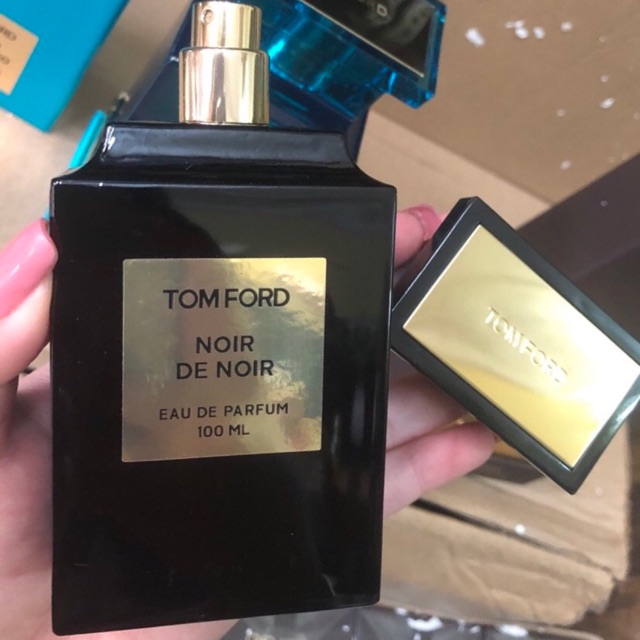 TOM FORD
NOIR
DE NOIR
EAU DE PARFUM
100 ML
TOM FORD